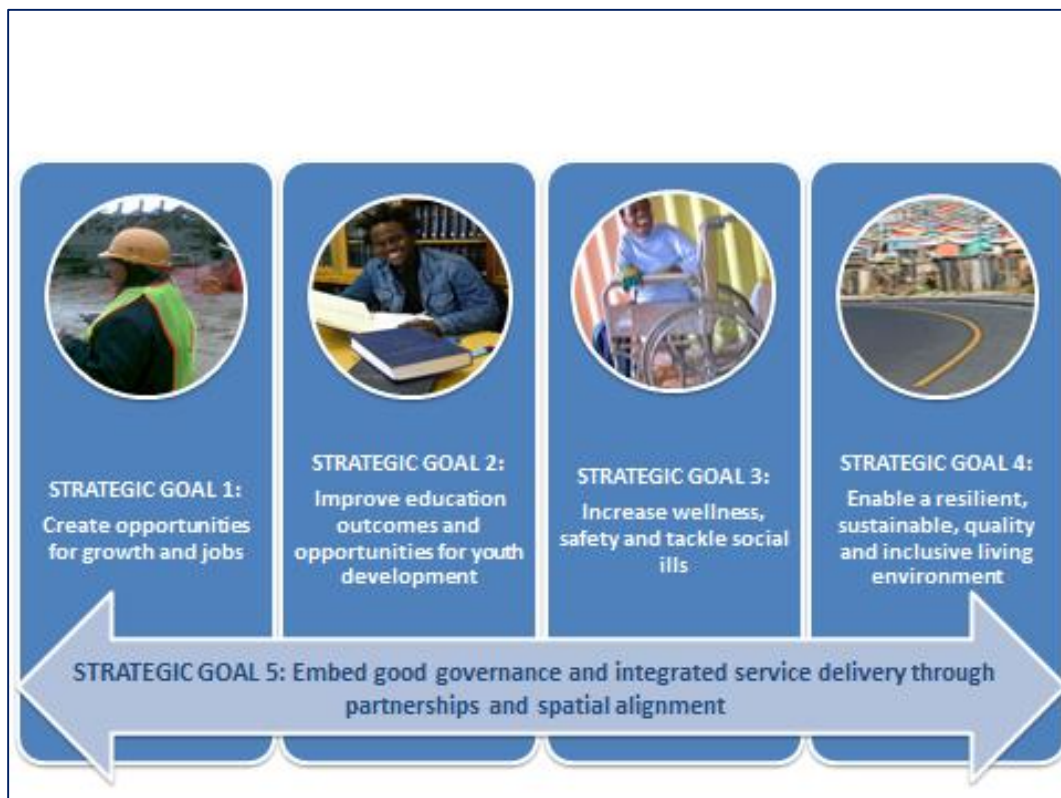 STRATEGIC GOAL 1:
Create opportunities
for growth and jobs
STRATEGIC GOAL 2:
Improve education
outcomes and
opportunities for youth
development
STRATEGIC GOAL 3:
Increase wellness,
safety and tackle social
ills
STRATEGIC GOAL 4:
Enable a resilient,
sustainable, quality
and inclusive living
environment
STRATEGIC GOAL 5: Embed good governance and integrated service delivery through
partnerships and spatial alignment